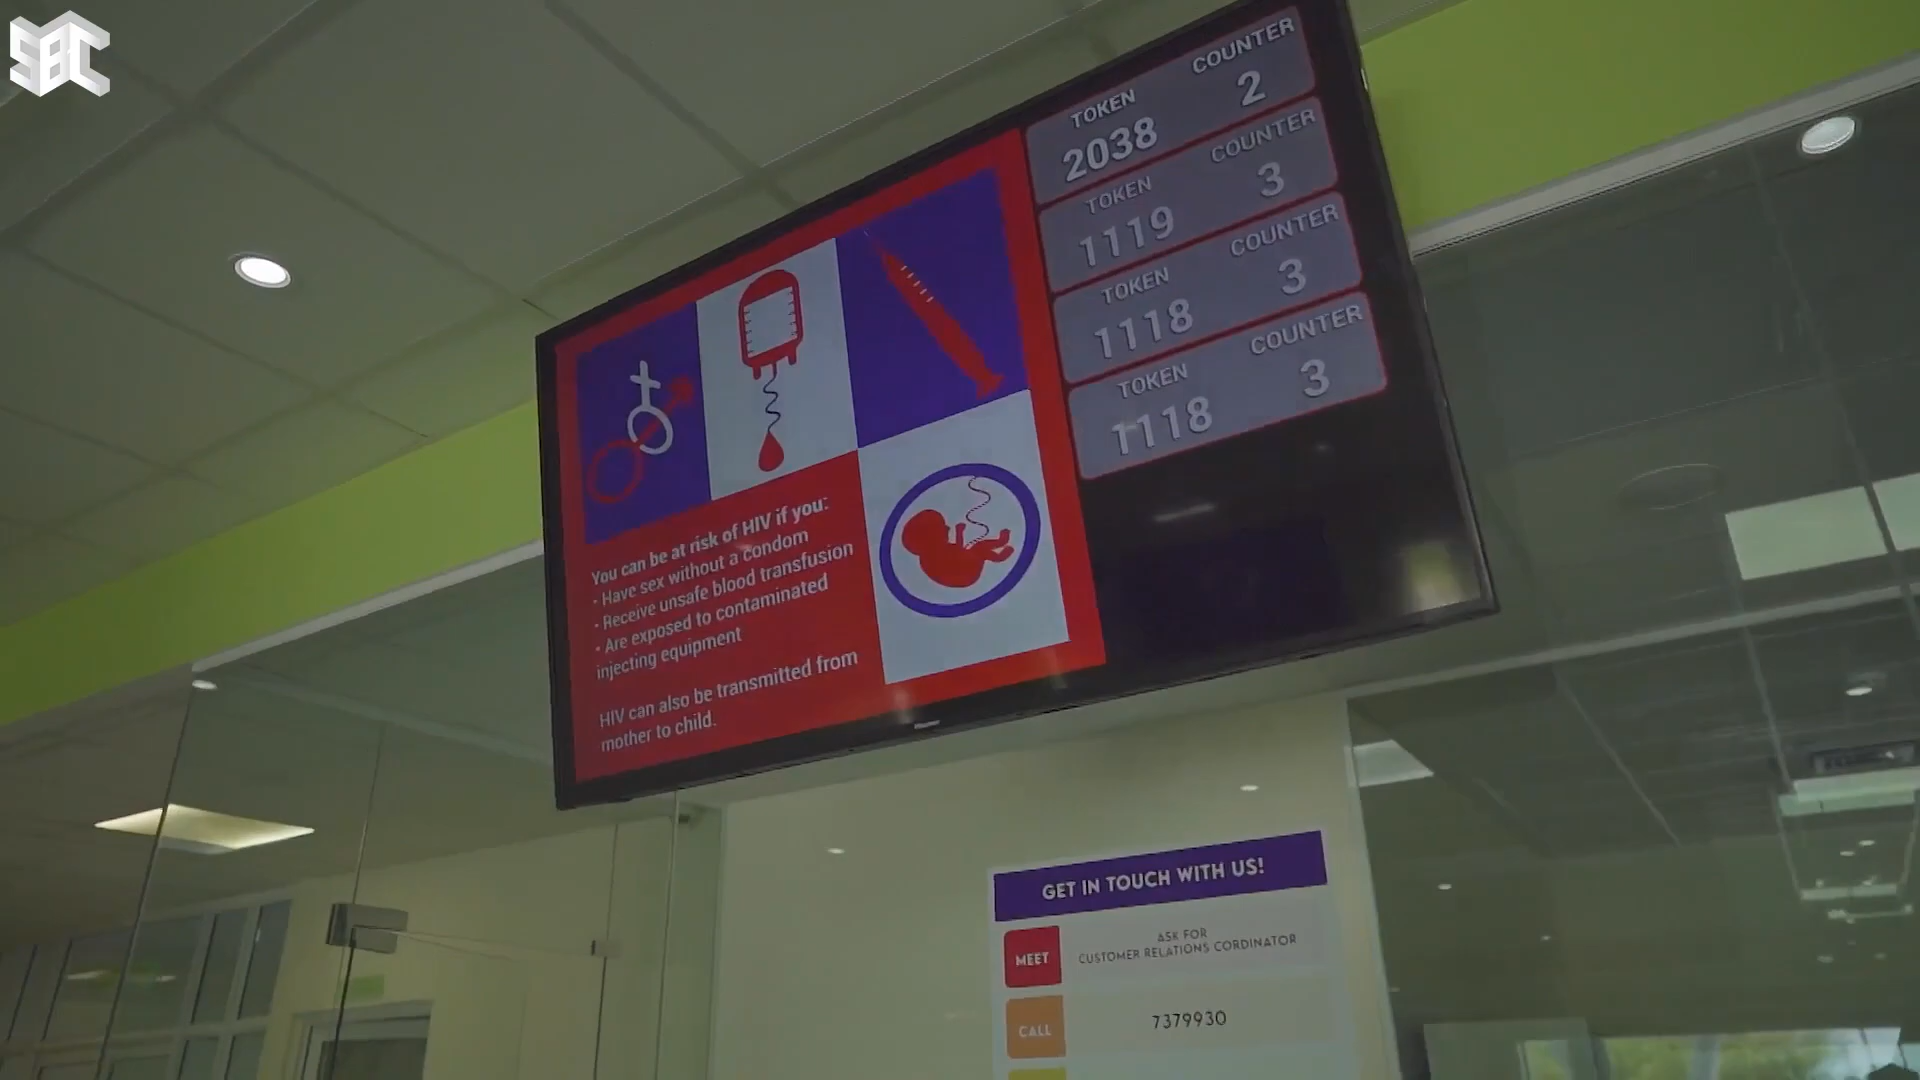 SBC
TOKEN COUNTER
2038 2
TOKEN COUNTER
1119 3
TOKEN COUNTER
1118 3
TOKEN COUNTER
1118 3
You can be at risk of HIV if you:
• Have sex without a condom
• Receive unsafe blood transfusion
• Are exposed to contaminated
injecting equipment
HIV can also be transmitted from
mother to child.
GET IN TOUCH WITH US!
MEET
ASK FOR
CUSTOMER RELATIONS CORDINATOR
CALL
7379930